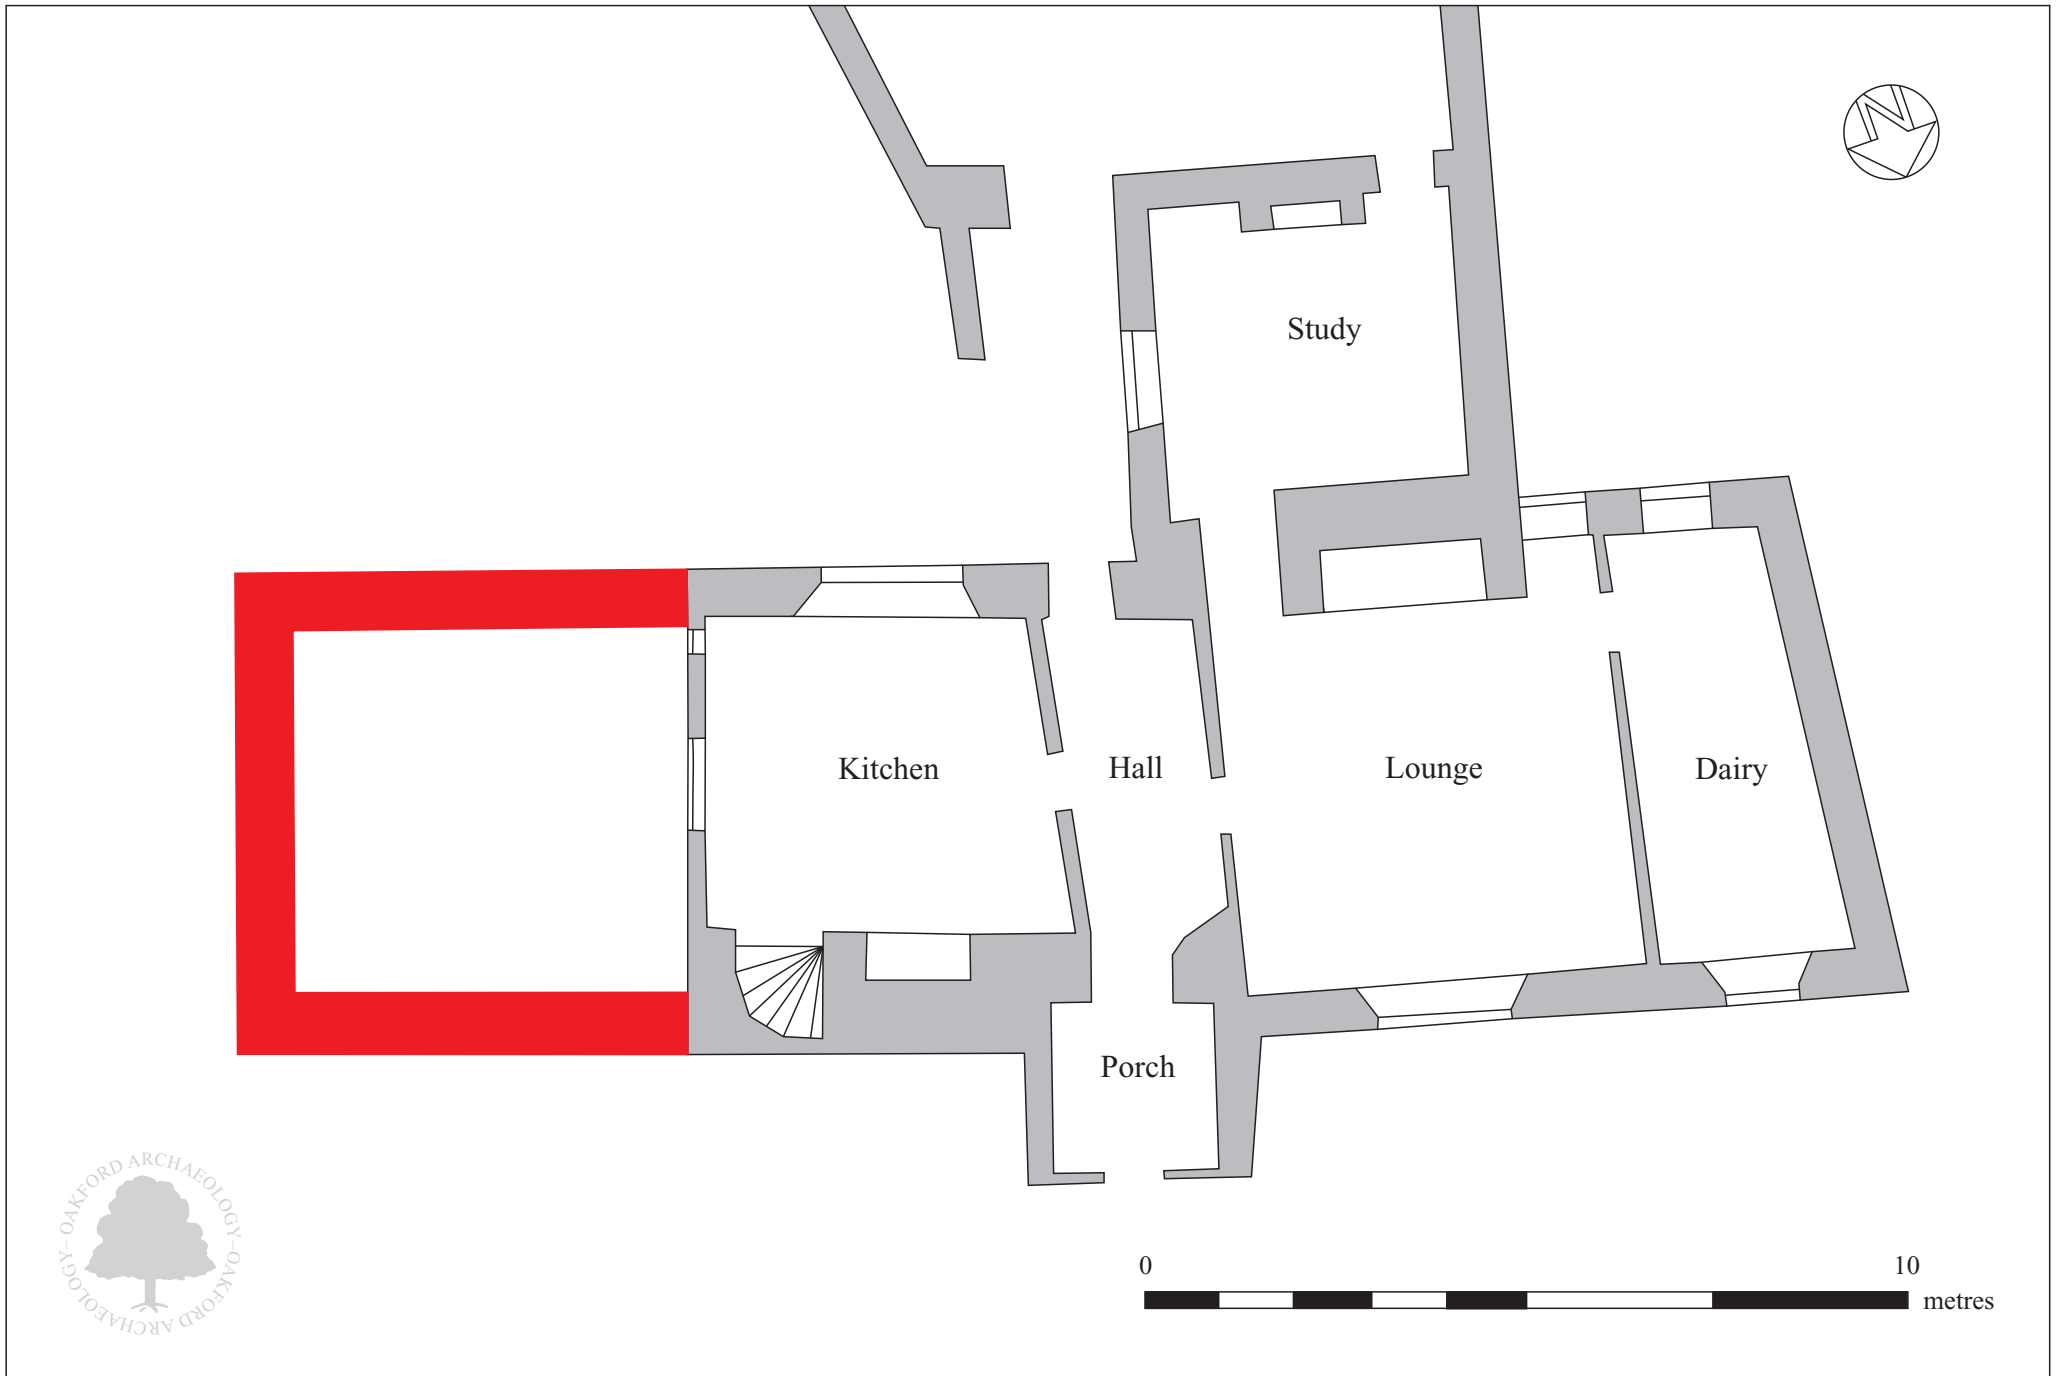 N
Study
Kitchen
Hall
Lounge
Dairy
Porch
OAKFORD ARCHAEOLOGY – OAKFORD ARCHAEOLOGY –
0 10
metres